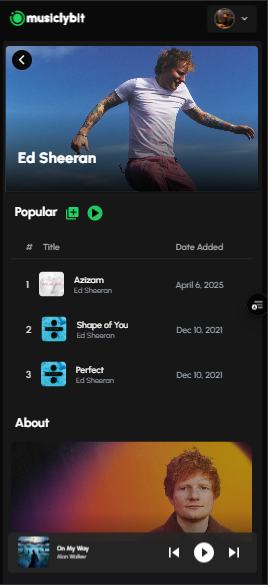 musiclybit
Ed Sheeran
Popular
# Title Date Added
1 Azizam April 6, 2025
Ed Sheeran
2 Shape of You Dec 10, 2021
Ed Sheeran
3 Perfect Dec 10, 2021
Ed Sheeran
About
On My Way
Alan Walker